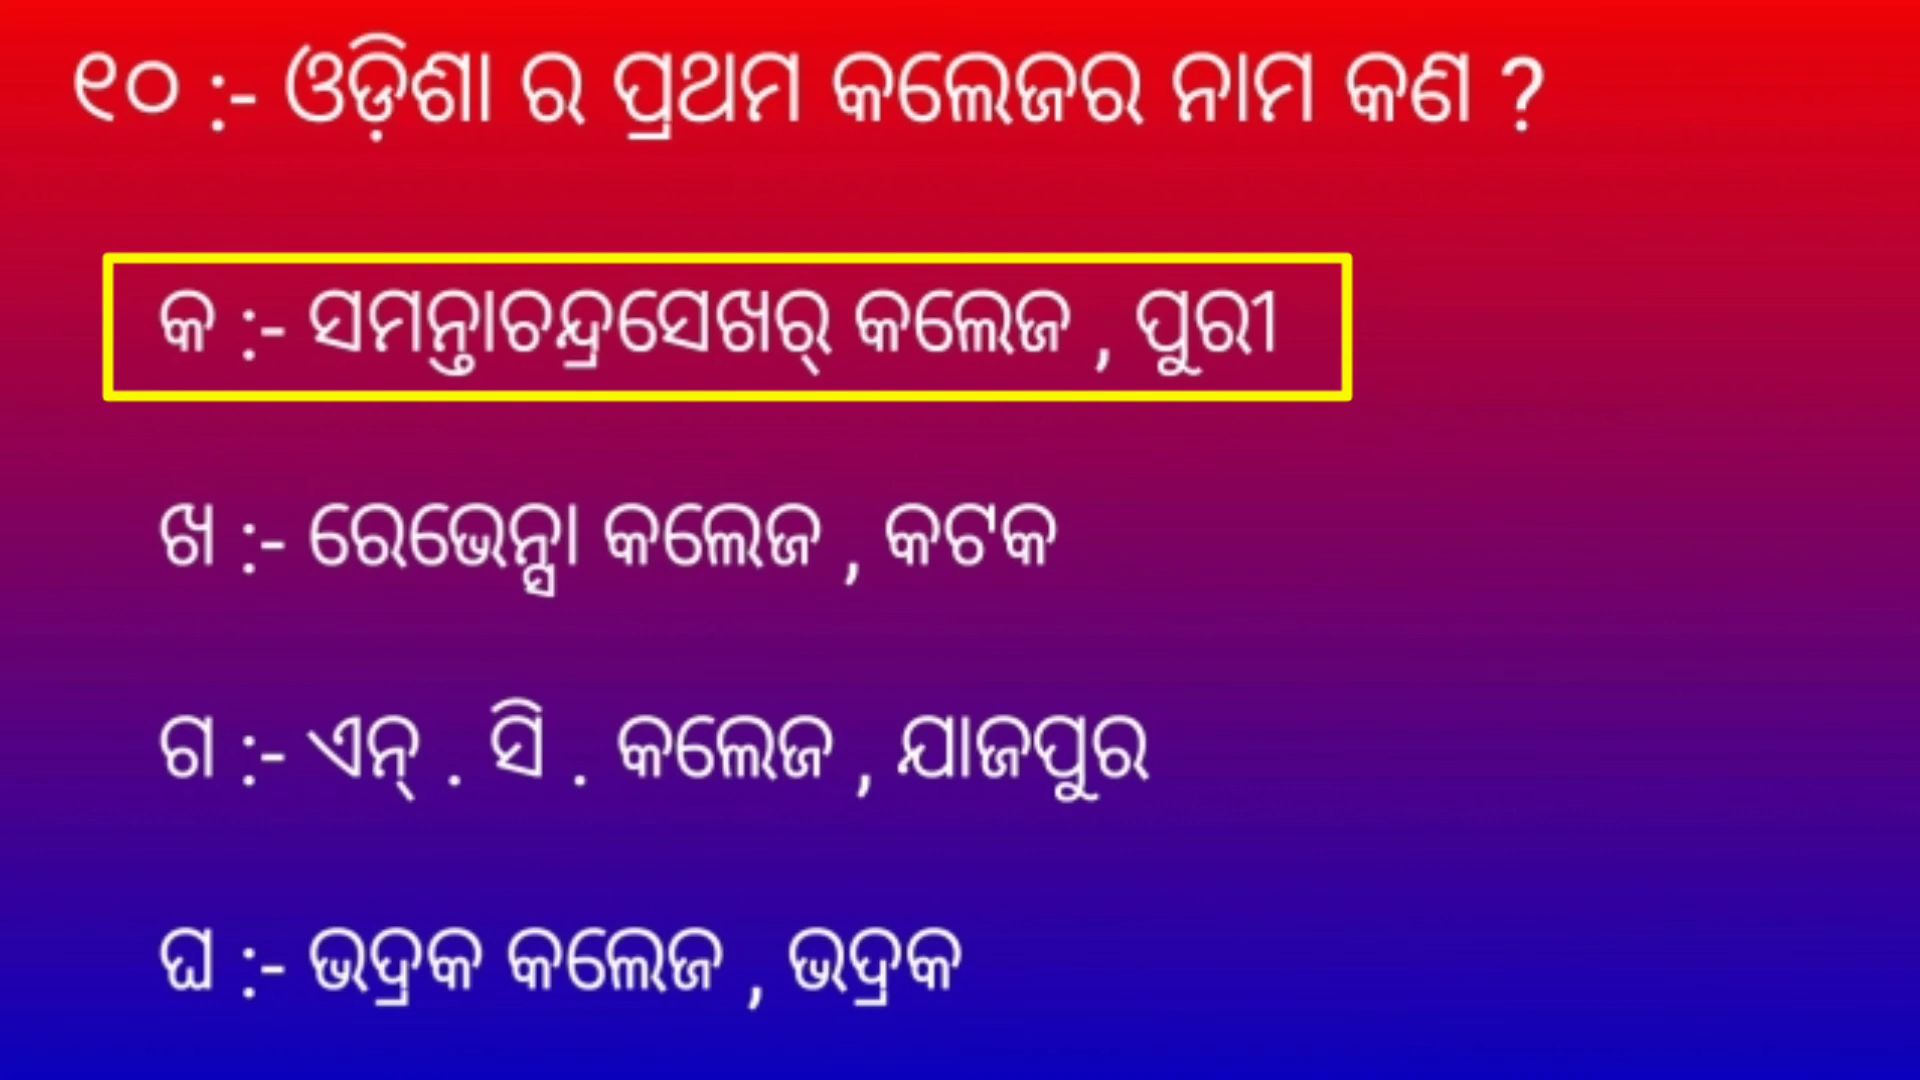 ୧୦ :- ଓଡ଼ିଶା ର ପ୍ରଥମ କଲେଜର ନାମ କଣ ?
କ :- ସମନ୍ତାଚନ୍ଦ୍ରସେଖର୍ କଲେଜ , ପୁରୀ
ଖ :- ରେଭେନ୍ସା କଲେଜ , କଟକ
ଗ :- ଏନ୍ . ସି . କଲେଜ , ଯାଜପୁର
ଘ :- ଭଦ୍ରକ କଲେଜ , ଭଦ୍ରକ